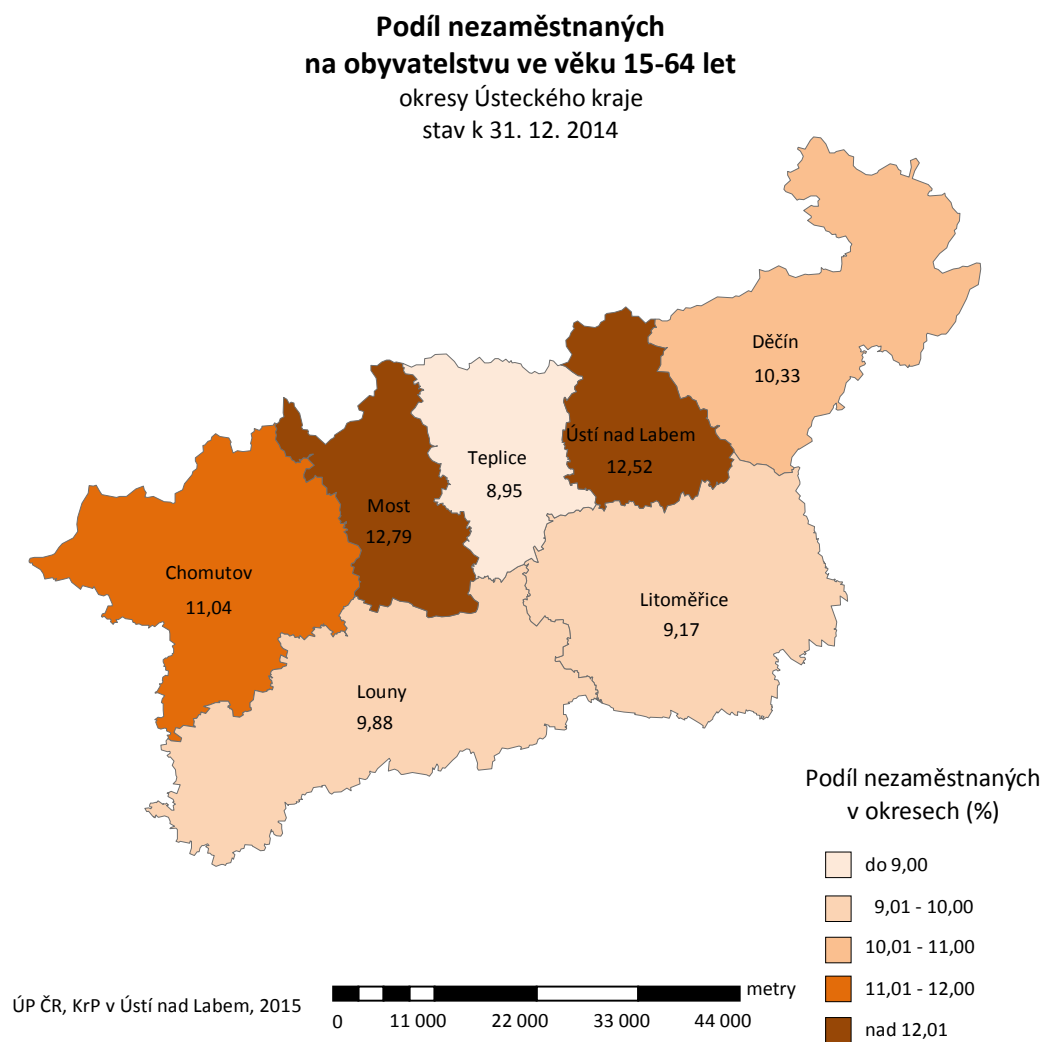 Podíl nezaměstnaných
na obyvatelstvu ve věku 15-64 let
okresy Ústeckého kraje
stav k 31. 12. 2014
Děčín
10,33
Ústí nad Labem
12,52
Teplice
8,95
Most
12,79
Chomutov
11,04
Litoměřice
9,17
Louny
9,88
Podíl nezaměstnaných
v okresech (%)
do 9,00
9,01 - 10,00
10,01 - 11,00
11,01 - 12,00
nad 12,01
ÚP ČR, KrP v Ústí nad Labem, 2015
metry
0 11 000 22 000 33 000 44 000